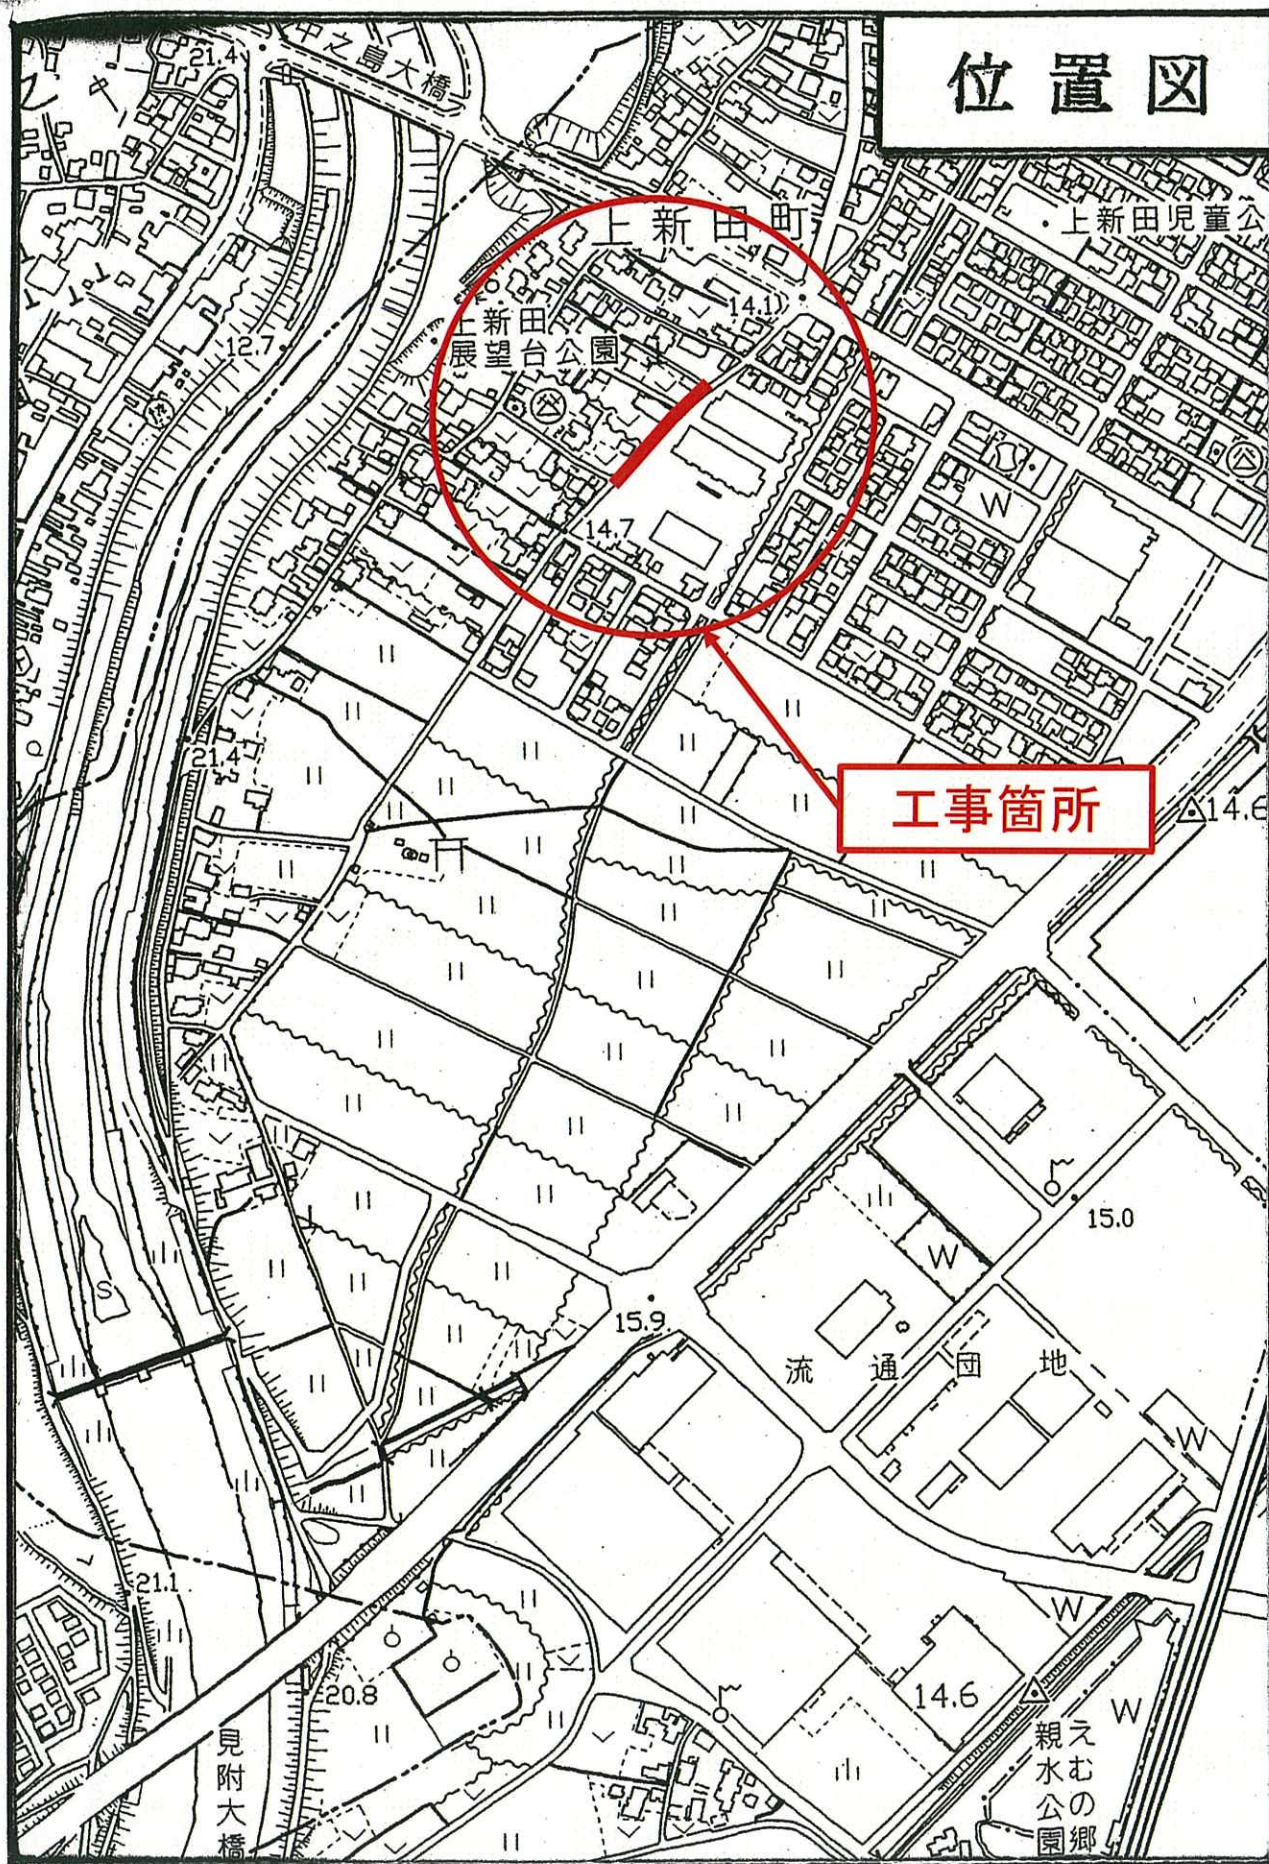 位置図
21.4
中之島大橋
上新田町
上新田児童公
上新田
展望台公園
14.1
12.7
14.7
W
21.4
工事箇所
14.6
15.0
W
S
15.9
流通団地
W
21.1
W
20.8
14.6
W
見附大橋
えむの郷
親水公園